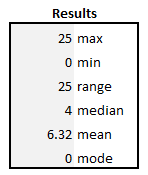 Results
25 max
0 min
25 range
4 median
6.32 mean
0 mode